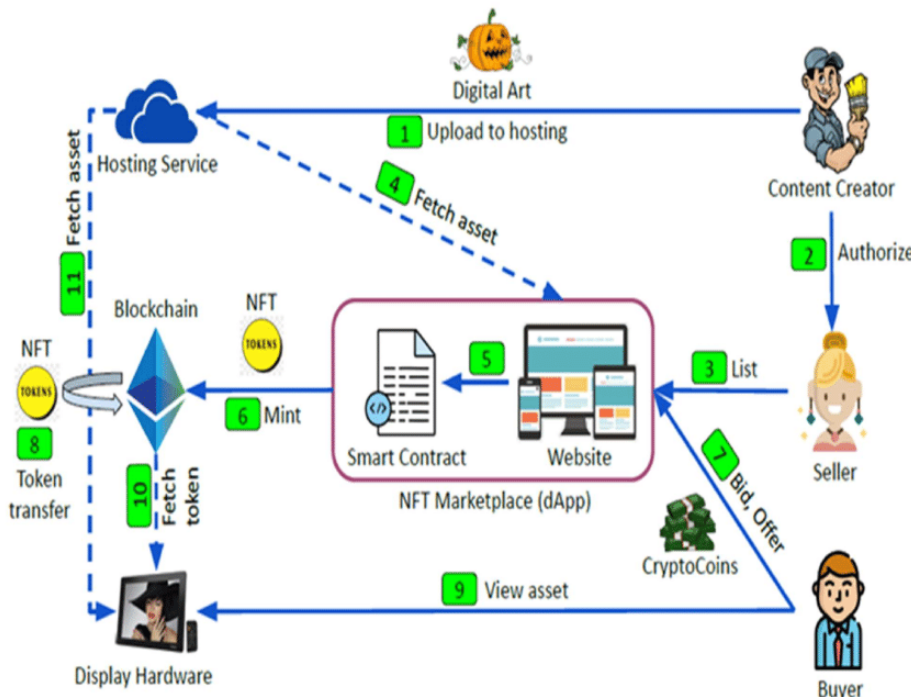 Digital Art
1 Upload to hosting
Hosting Service
Content Creator
4 Fetch asset
2 Authorize
11 Fetch asset
Blockchain
NFT
NFT
TOKENS
TOKENS
5
3 List
6 Mint
8
Token
transfer
Smart Contract
Website
Seller
NFT Marketplace (dApp)
10 Fetch
token
7 Bid, Offer
CryptoCoins
9 View asset
Display Hardware
Buyer